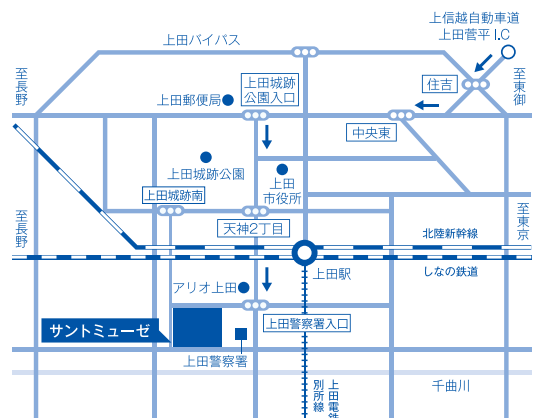 上信越自動車道
上田菅平 I.C
上田バイパス
至長野
上田城跡
公園入口
住吉
至東御
上田郵便局
中央東
上田城跡公園
上田
市役所
上田城跡南
至長野
天神2丁目
至東京
北陸新幹線
上田駅
しなの鉄道
アリオ上田
サントミューゼ
上田警察署入口
上田警察署
千曲川
上田電鉄
別所線